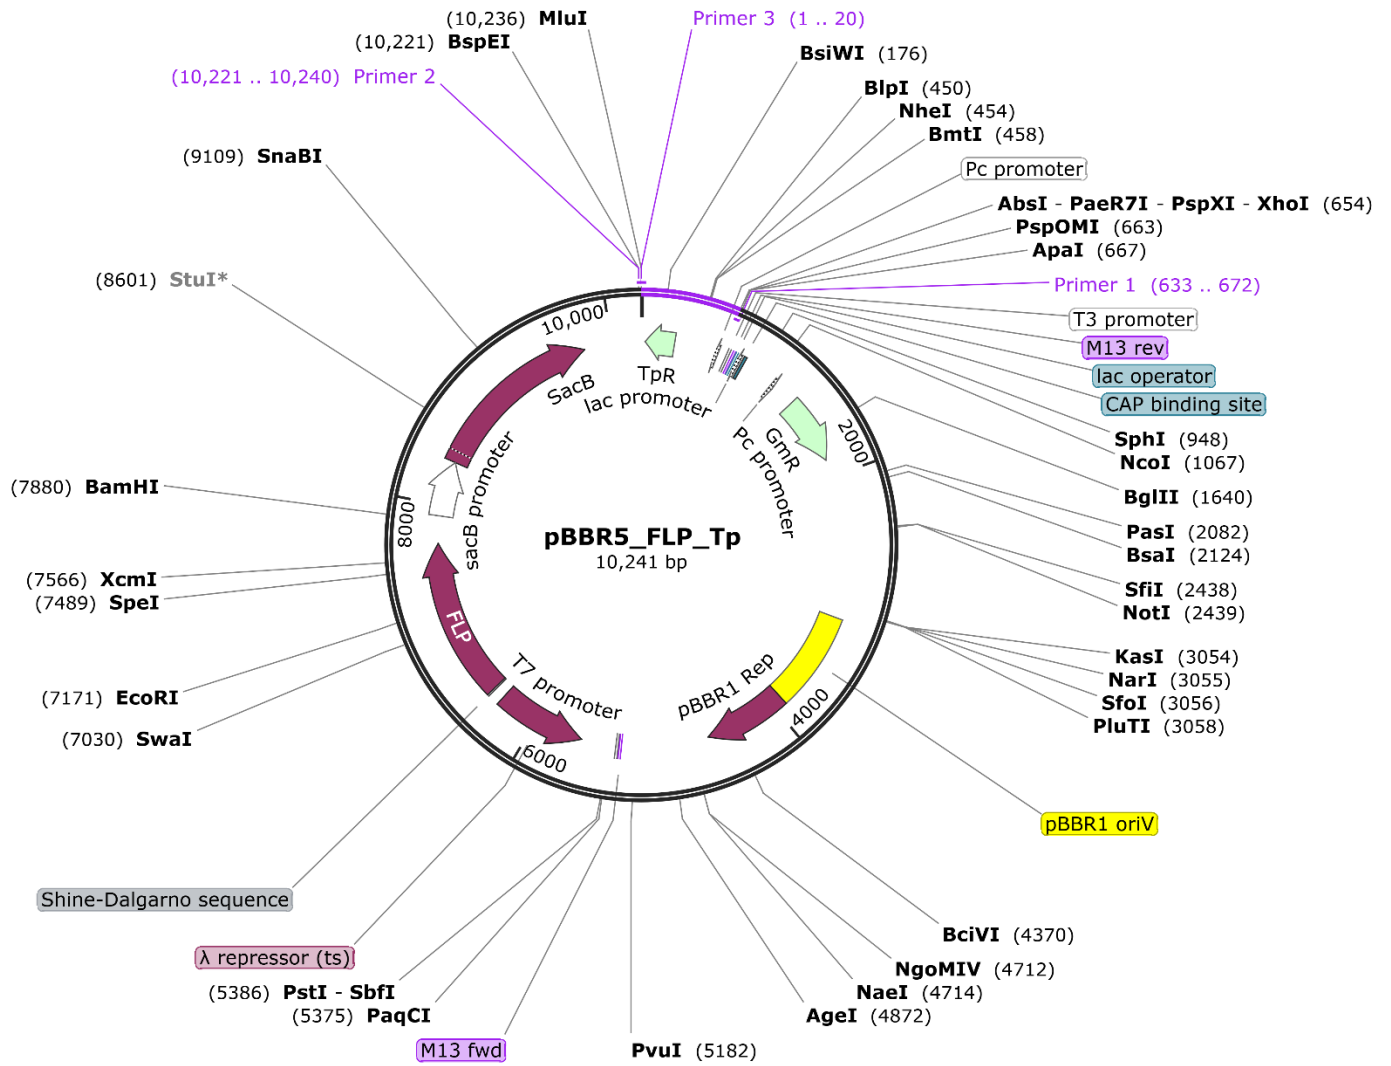 (10,236) MluI
Primer 3 (1 .. 20)
(10,221) BspEI
BsiWI (176)
(10,221 .. 10,240) Primer 2
BlpI (450)
NheI (454)
BmtI (458)
(9109) SnaBI
Pc promoter
AbsI - PaeR7I - PspXI - XhoI (654)
PspOMI (663)
ApaI (667)
(8601) StuI*
Primer 1 (633 .. 672)
T3 promoter
M13 rev
lac operator
CAP binding site
10,000
TpR
SacB
lac promoter
GmR
Pc promoter
2000
SphI (948)
NcoI (1067)
sacB promoter
(7880) BamHI
BglII (1640)
8000
PasI (2082)
pBBR5_FLP_Tp
BsaI (2124)
10,241 bp
(7566) XcmI
SfiI (2438)
(7489) SpeI
NotI (2439)
FLP
T7 promoter
pBBR1 Rep
KasI (3054)
NarI (3055)
(7171) EcoRI
SfoI (3056)
4000
PluTI (3058)
(7030) SwaI
6000
pBBR1 oriV
Shine-Dalgarno sequence
BciVI (4370)
λ repressor (ts)
NgoMIV (4712)
(5386) PstI - SbfI
NaeI (4714)
(5375) PaqCI
AgeI (4872)
M13 fwd
PvuI (5182)